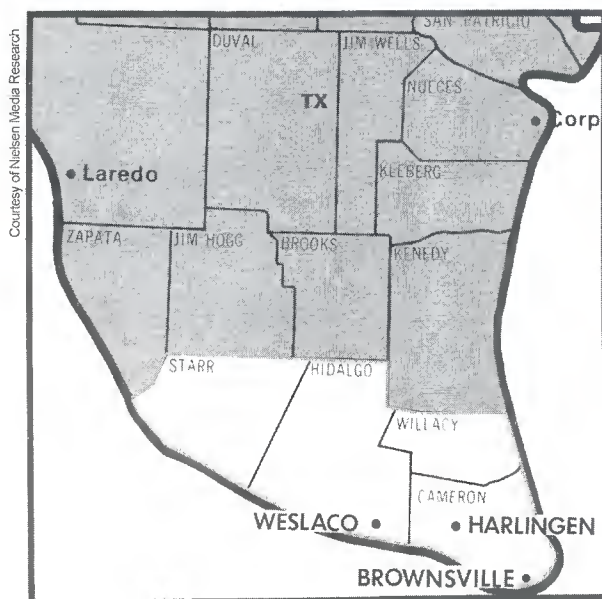 Courtesy of Nielsen Media Research
SAN PATRICIO
DUVAL
JIM WELLS
NUECES
TX
Corp
Laredo
KLEBERG
ZAPATA
JIM HOGG
BROOKS
KENEDY
STARR
HIDALGO
WILLACY
CAMERON
WESLACO
HARLINGEN
BROWNSVILLE